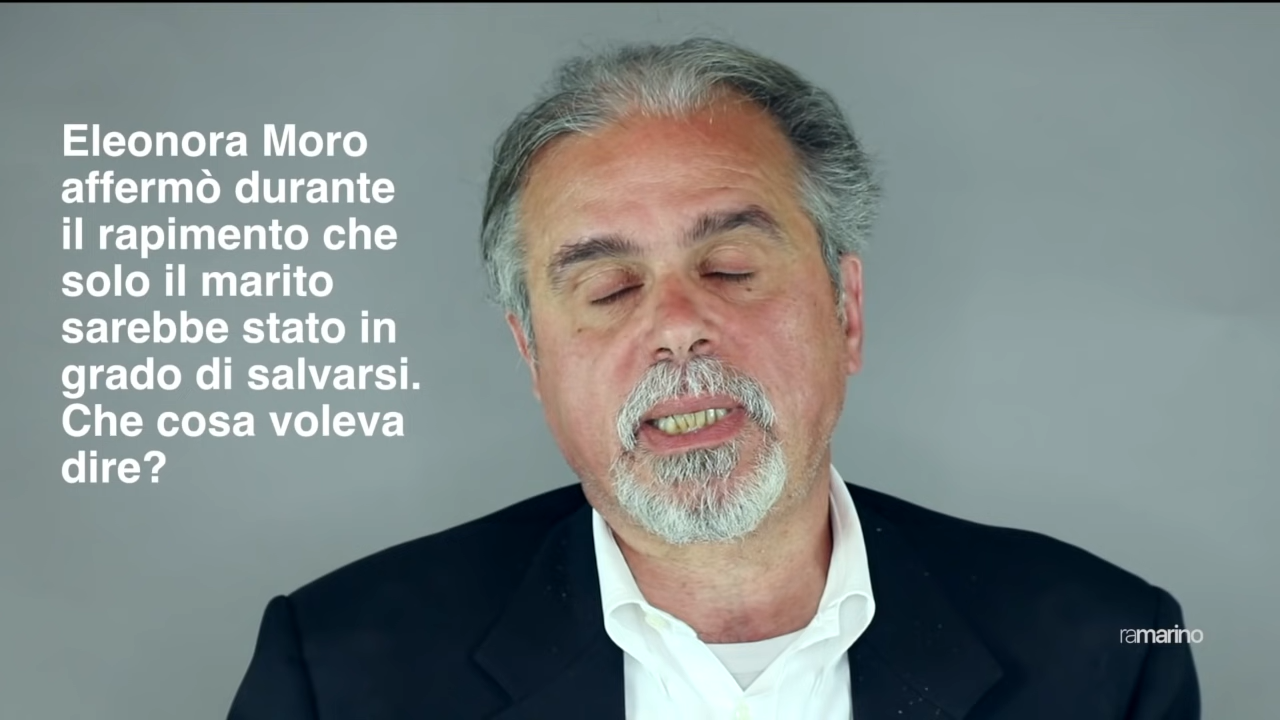 Eleonora Moro
affermò durante
il rapimento che
solo il marito
sarebbe stato in
grado di salvarsi.
Che cosa voleva
dire?
ramarino